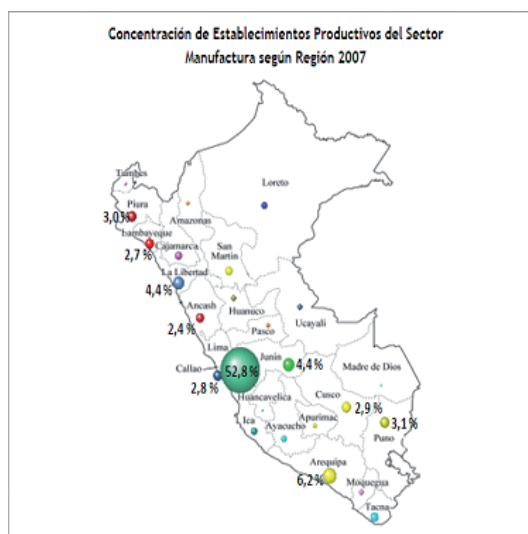 Concentración de Establecimientos Productivos del Sector
Manufactura según Región 2007
Tumbes
Loreto
Piura
3,0%
Amazonas
Lambayeque
Cajamarca
2,7 %
San
Martín
La Libertad
4,4%
Ancash
Huánuco
Ucayali
2,4 %
Pasco
Lima
Junín
4,4%
Callao
52,8 %
Madre de Dios
2,8 %
Huancavelica
Cusco
2,9 %
Apurimac
Ica
Ayacucho
3,1 %
Puno
Arequipa
6,2 %
Moquegua
Tacna